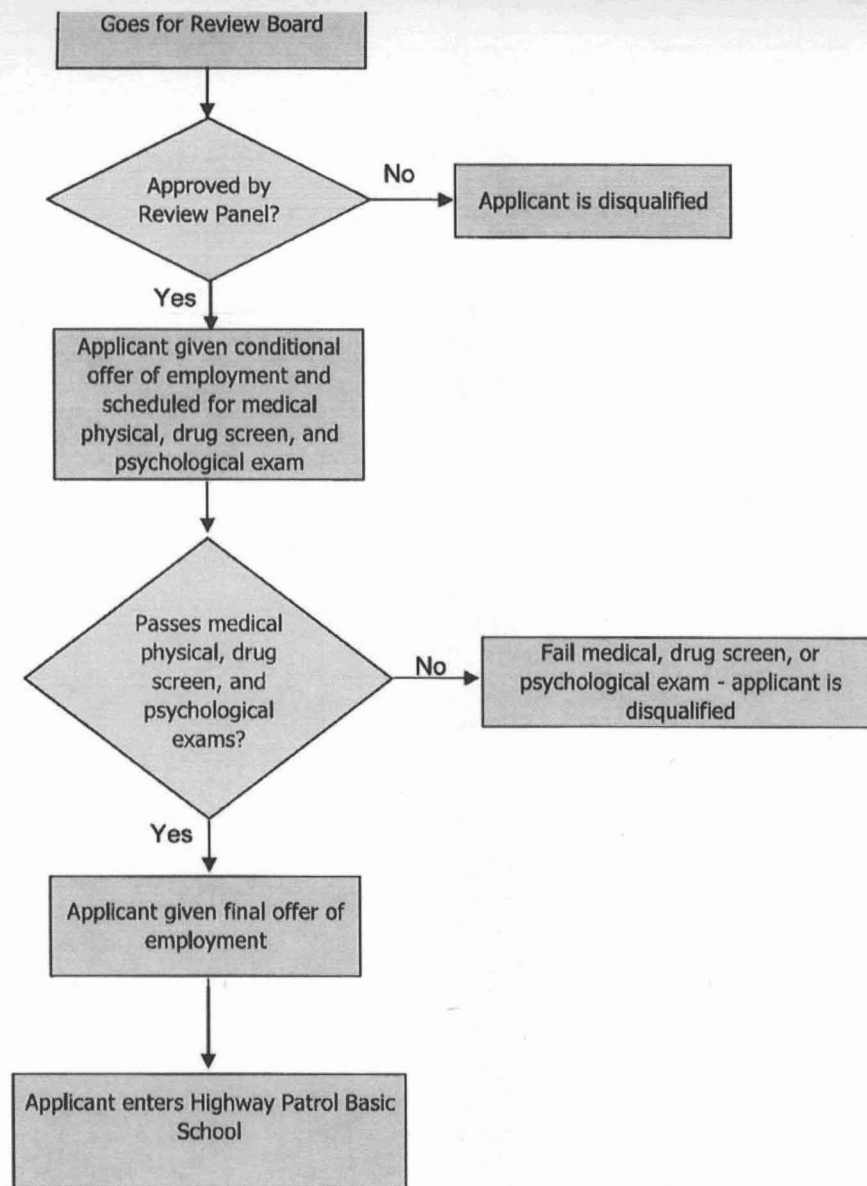 Goes for Review Board
Approved by
Review Panel?
No
Applicant is disqualified
Yes
Applicant given conditional
offer of employment and
scheduled for medical
physical, drug screen, and
psychological exam
Passes medical
physical, drug
screen, and
psychological
exams?
No
Fail medical, drug screen, or
psychological exam - applicant is
disqualified
Yes
Applicant given final offer of
employment
Applicant enters Highway Patrol Basic
School